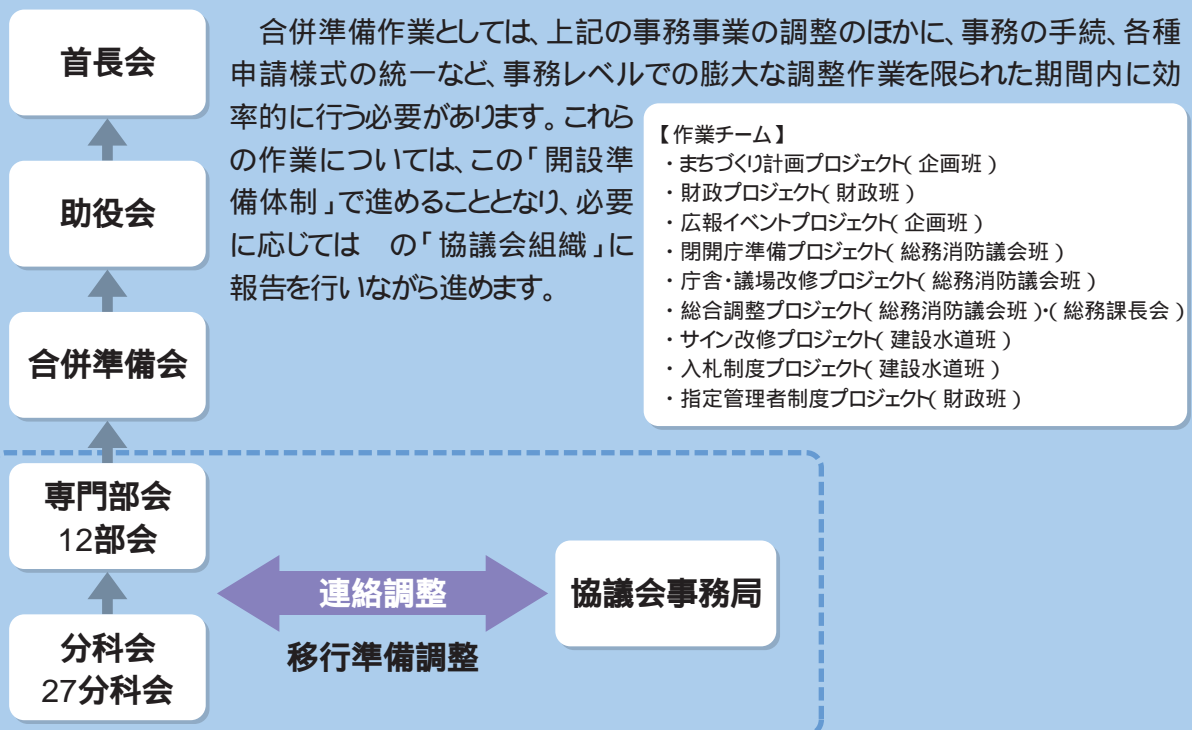 首長会
助役会
合併準備会
専門部会
12部会
分科会
27分科会
合併準備作業としては、上記の事務事業の調整のほかに、事務の手続、各種
申請様式の統一など、事務レベルでの膨大な調整作業を限られた期間内に効
率的に行う必要があります。これら
の作業については、この「開設準
備体制」で進めることとなり、必要
に応じては　の「協議会組織」に
報告を行いながら進めます。
【作業チーム】
・まちづくり計画プロジェクト（企画班）
・財政プロジェクト（財政班）
・広報イベントプロジェクト（企画班）
・閉開庁準備プロジェクト（総務消防議会班）
・庁舎・議場改修プロジェクト（総務消防議会班）
・総合調整プロジェクト（総務消防議会班）・（総務課長会）
・サイン改修プロジェクト（建設水道班）
・入札制度プロジェクト（建設水道班）
・指定管理者制度プロジェクト（財政班）
連絡調整
移行準備調整
協議会事務局